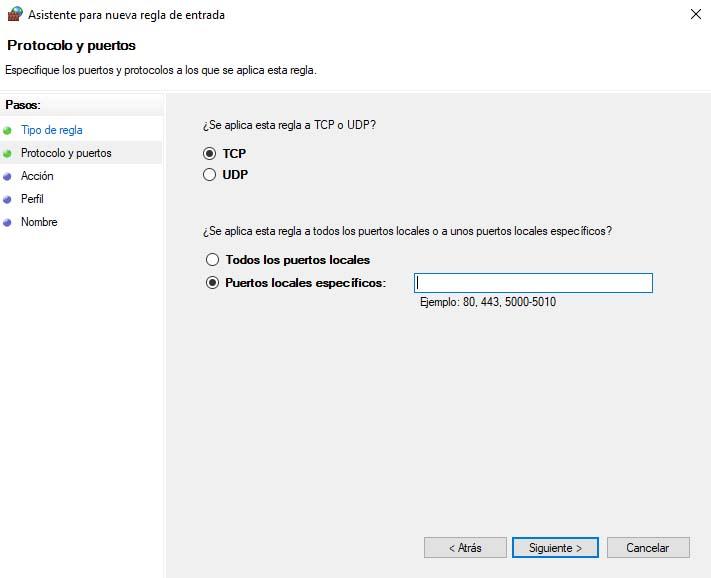 Asistente para nueva regla de entrada
Protocolo y puertos
Especifique los puertos y protocolos a los que se aplica esta regla.
Pasos:
Tipo de regla
Protocolo y puertos
Acción
Perfil
Nombre
¿Se aplica esta regla a TCP o UDP?
TCP
UDP
¿Se aplica esta regla a todos los puertos locales o a unos puertos locales específicos?
Todos los puertos locales
Puertos locales específicos:
Ejemplo: 80, 443, 5000-5010
< Atrás
Siguiente >
Cancelar